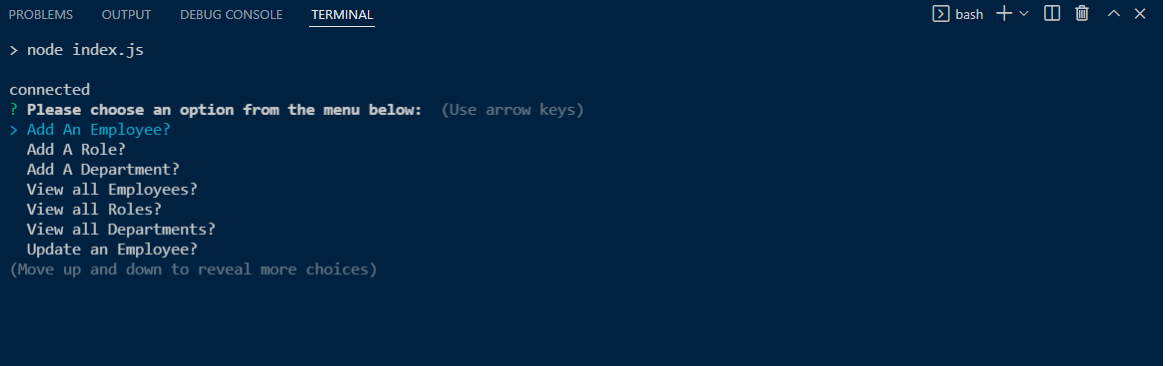 PROBLEMS OUTPUT DEBUG CONSOLE TERMINAL bash
> node index.js
connected
? Please choose an option from the menu below: (Use arrow keys)
> Add An Employee?
Add A Role?
Add A Department?
View all Employees?
View all Roles?
View all Departments?
Update an Employee?
(Move up and down to reveal more choices)